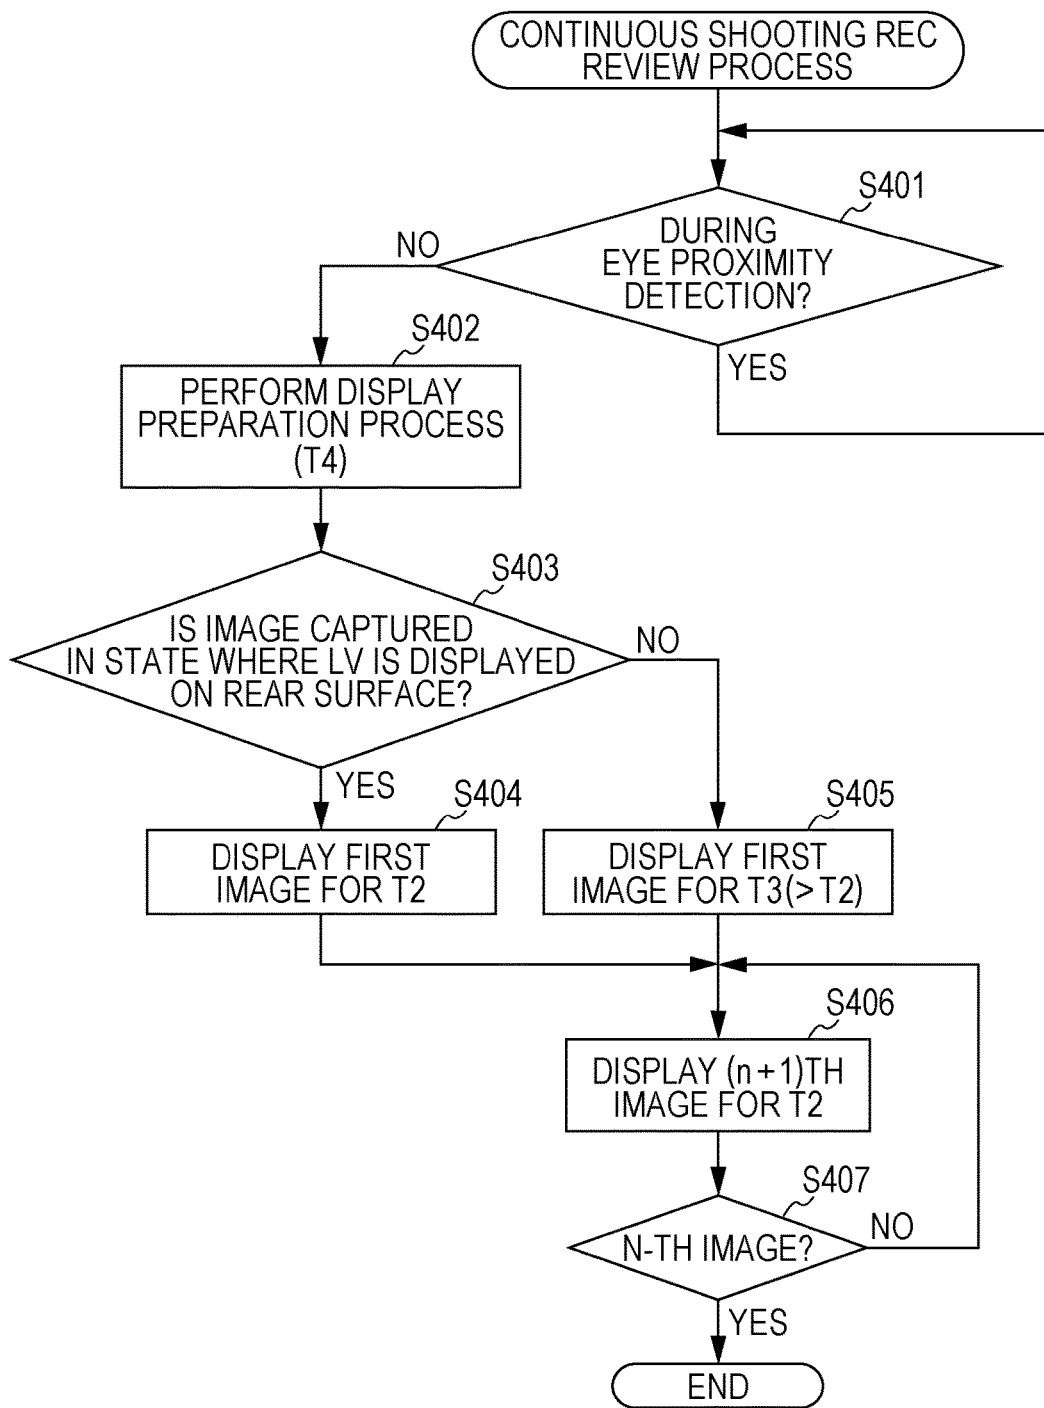 CONTINUOUS SHOOTING REC
REVIEW PROCESS
S401
DURING
EYE PROXIMITY
DETECTION?
NO
YES
S402
PERFORM DISPLAY
PREPARATION PROCESS
(T4)
S403
IS IMAGE CAPTURED
IN STATE WHERE LV IS DISPLAYED
ON REAR SURFACE?
NO
YES
S404
DISPLAY FIRST
IMAGE FOR T2
S405
DISPLAY FIRST
IMAGE FOR T3(>T2)
S406
DISPLAY (n+1)TH
IMAGE FOR T2
S407
N-TH IMAGE?
NO
YES
END